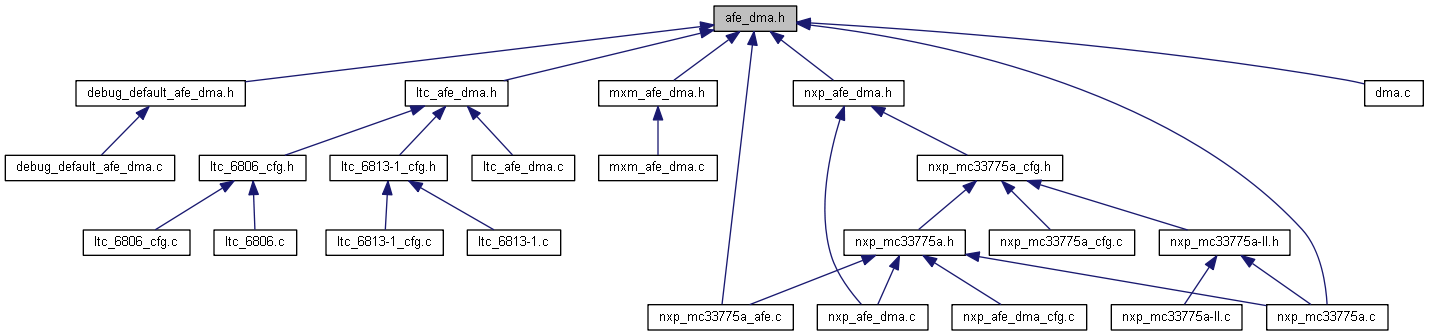 afe_dma.h
debug_default_afe_dma.h
ltc_afe_dma.h
mxm_afe_dma.h
nxp_afe_dma.h
dma.c
debug_default_afe_dma.c
ltc_6806_cfg.h
ltc_6813-1_cfg.h
ltc_afe_dma.c
mxm_afe_dma.c
nxp_mc33775a_cfg.h
ltc_6806_cfg.c
ltc_6806.c
ltc_6813-1_cfg.c
ltc_6813-1.c
nxp_mc33775a.h
nxp_mc33775a_cfg.c
nxp_mc33775a-ll.h
nxp_mc33775a_afe.c
nxp_afe_dma.c
nxp_afe_dma_cfg.c
nxp_mc33775a-ll.c
nxp_mc33775a.c